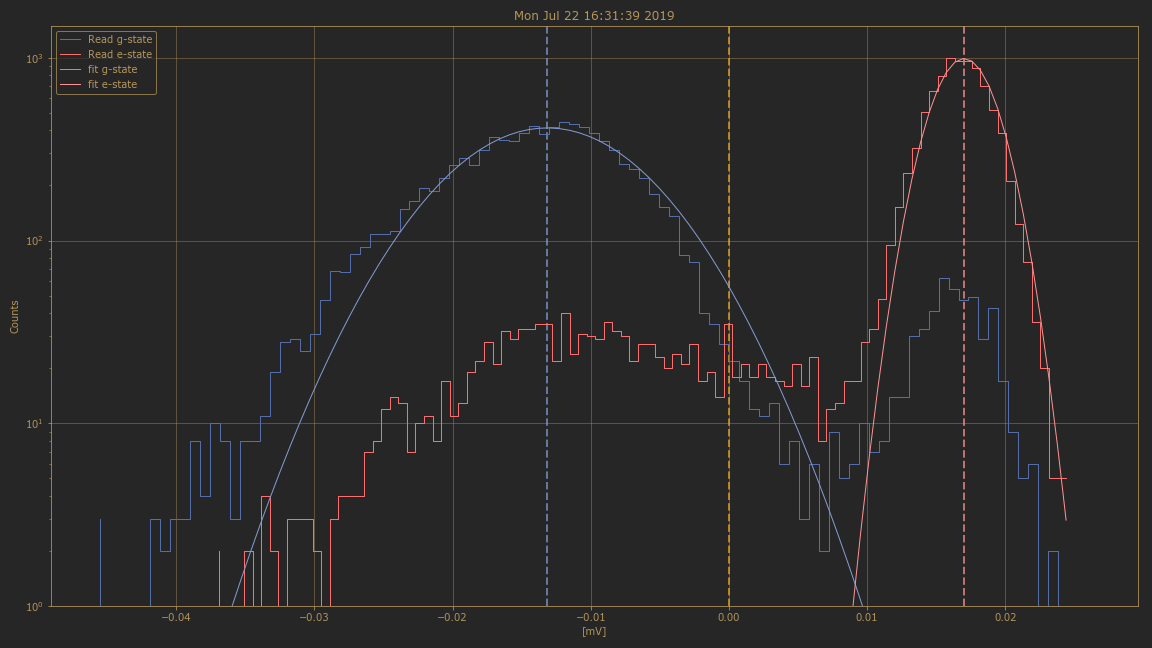 Mon Jul 22 16:31:39 2019
Read g-state
Read e-state
fit g-state
fit e-state
Counts
10³
10²
10¹
10⁰
−0.04 −0.03 −0.02 −0.01 0.00 0.01 0.02
[mV]